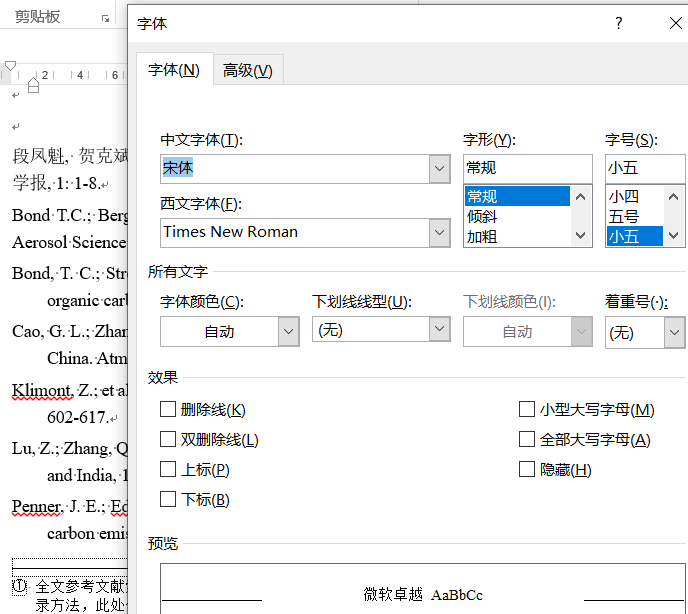 剪贴板
字体
?
字体(N) 高级(V)
2 4 6
中文字体(T): 字形(Y): 字号(S):
宋体 常规 小五
常规 小四
倾斜 五号
加粗 小五
西文字体(F):
Times New Roman
所有文字
字体颜色(C): 下划线线型(U): 下划线颜色(I): 着重号(·):
自动 (无) 自动 (无)
效果
删除线(K) 小型大写字母(M)
双删除线(L) 全部大写字母(A)
上标(P) 隐藏(H)
下标(B)
预览
微软卓越 AaBbCc
段凤魁, 贺克斌
学报, 1: 1-8.
Bond T.C.; Berg
Aerosol Science
Bond, T. C.; Stre
organic carb
Cao, G. L.; Zhan
China. Atm
Klimont, Z.; et al
602-617.
Lu, Z.; Zhang, Q
and India, 1
Penner, J. E.; Ed
carbon emis
① 全文参考文献
录方法，此处